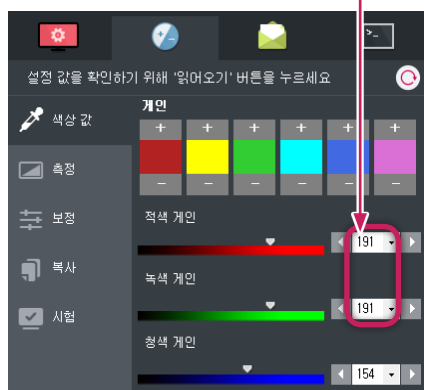 설정 값을 확인하기 위해 '읽어오기' 버튼을 누르세요
색상 값
측정
보정
복사
시험
게인
+ + + + + +
− − − − − −
적색 게인
191
녹색 게인
191
청색 게인
154